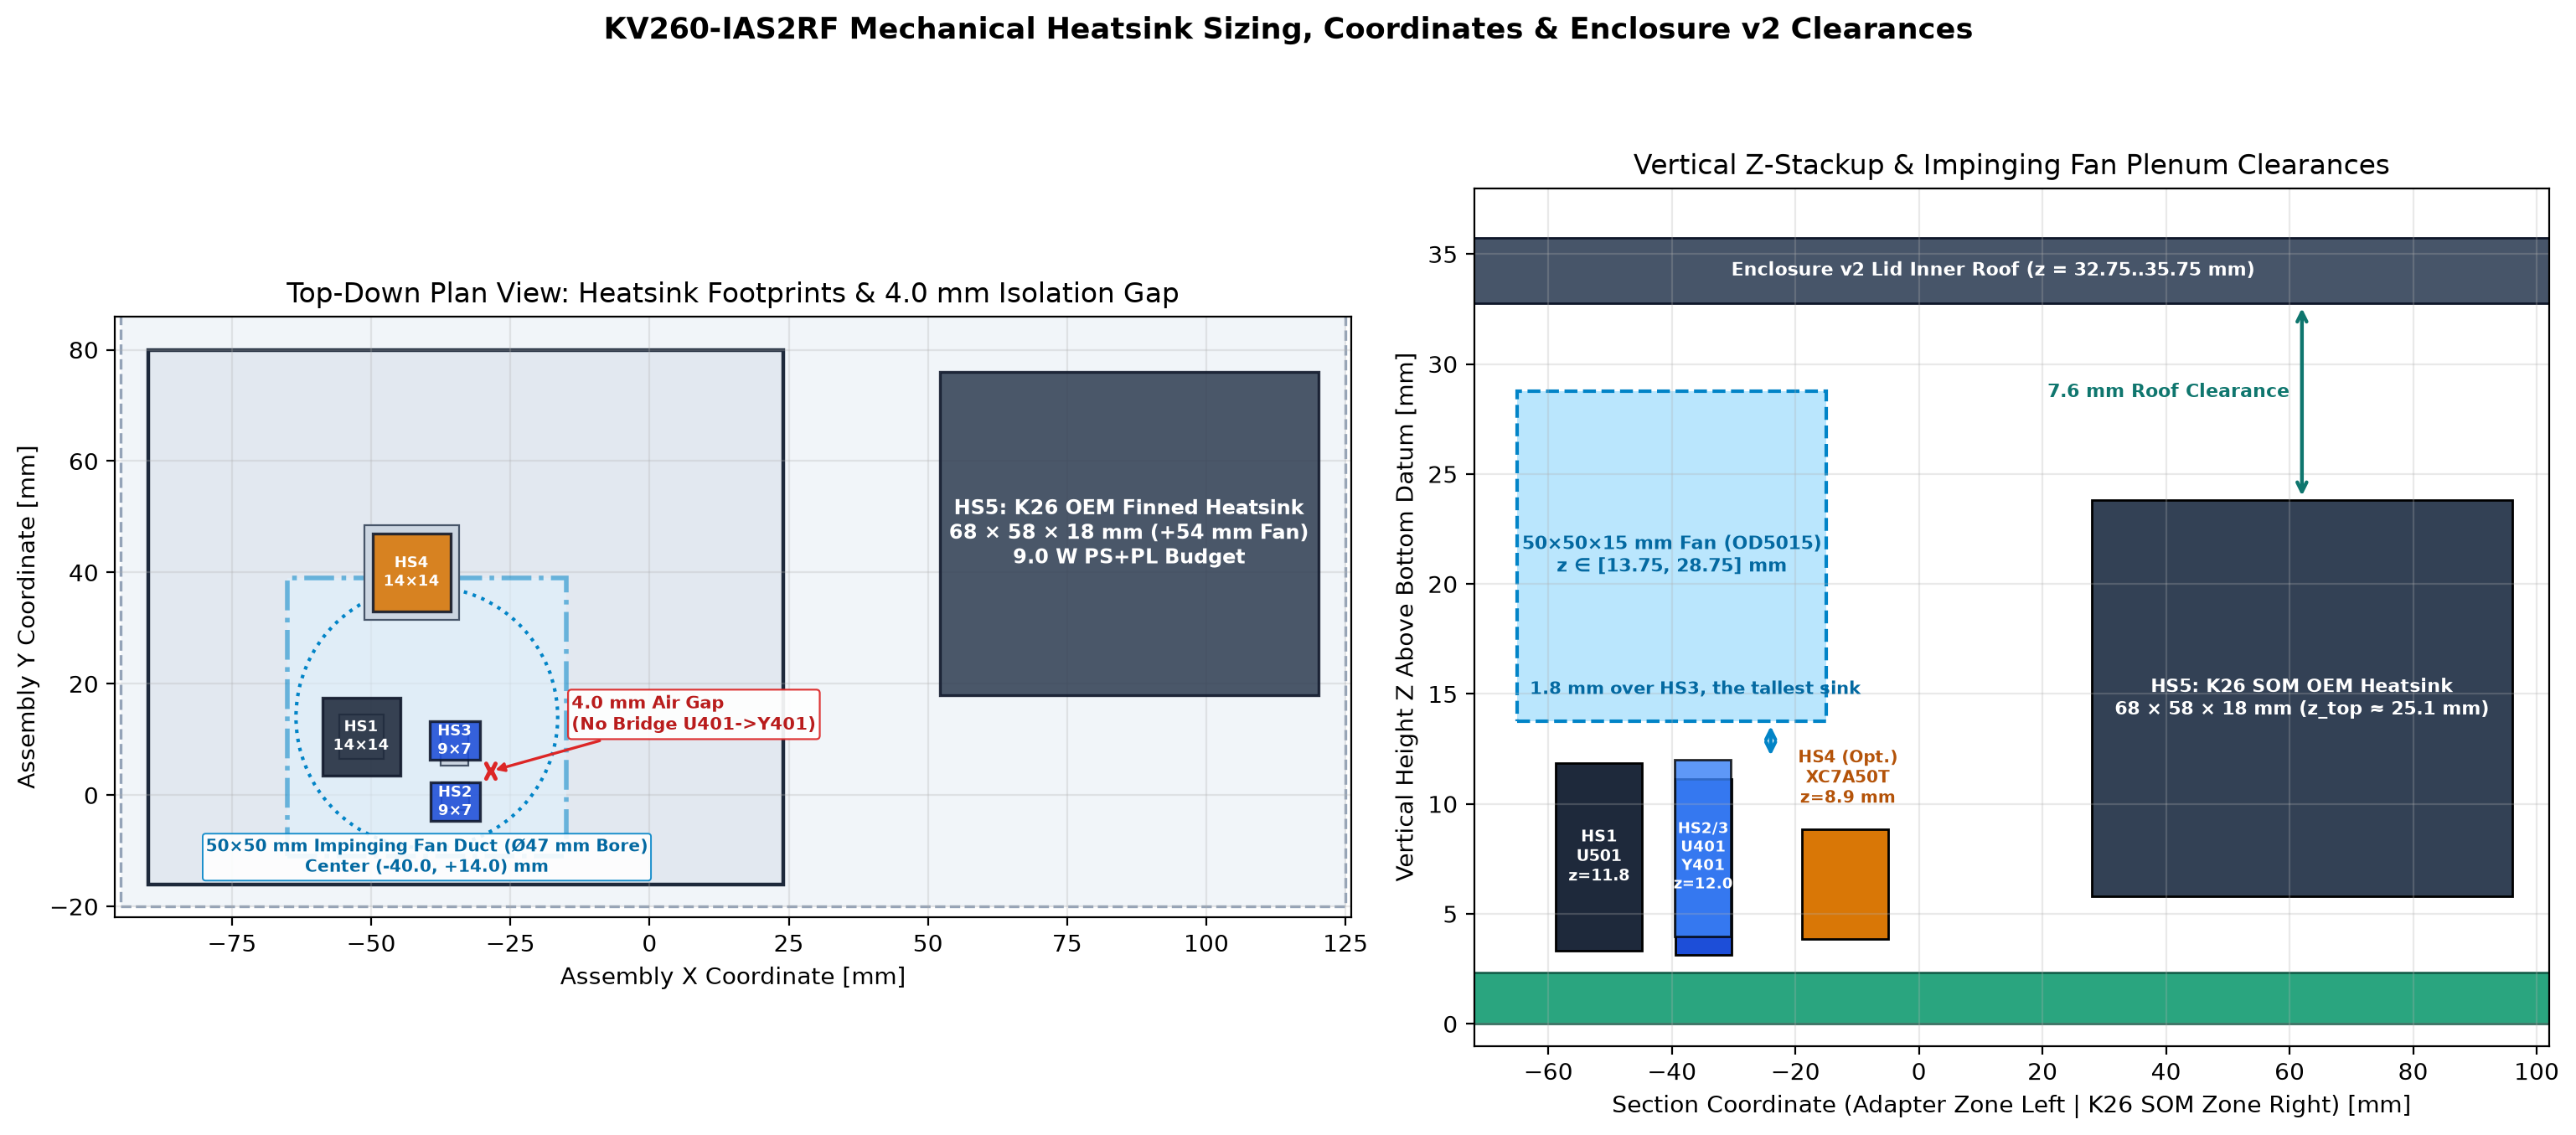 KV260-IAS2RF Mechanical Heatsink Sizing, Coordinates & Enclosure v2 Clearances
Top-Down Plan View: Heatsink Footprints & 4.0 mm Isolation Gap
Assembly Y Coordinate [mm]
80
60
40
20
0
−20
HS4
14×14
HS1
14×14
HS3
9×7
HS2
9×7
4.0 mm Air Gap
(No Bridge U401->Y401)
50×50 mm Impinging Fan Duct (Ø47 mm Bore)
Center (-40.0, +14.0) mm
HS5: K26 OEM Finned Heatsink
68 × 58 × 18 mm (+54 mm Fan)
9.0 W PS+PL Budget
−75
−50
−25
0
25
50
75
100
125
Assembly X Coordinate [mm]
Vertical Z-Stackup & Impinging Fan Plenum Clearances
Vertical Height Z Above Bottom Datum [mm]
35
30
25
20
15
10
5
0
Enclosure v2 Lid Inner Roof (z = 32.75..35.75 mm)
7.6 mm Roof Clearance
50×50×15 mm Fan (OD5015)
z ∈ [13.75, 28.75] mm
1.8 mm over HS3, the tallest sink
HS1
U501
z=11.8
HS2/3
U401
Y401
z=12.0
HS4 (Opt.)
XC7A50T
z=8.9 mm
HS5: K26 SOM OEM Heatsink
68 × 58 × 18 mm (z_top ≈ 25.1 mm)
−60
−40
−20
0
20
40
60
80
100
Section Coordinate (Adapter Zone Left | K26 SOM Zone Right) [mm]